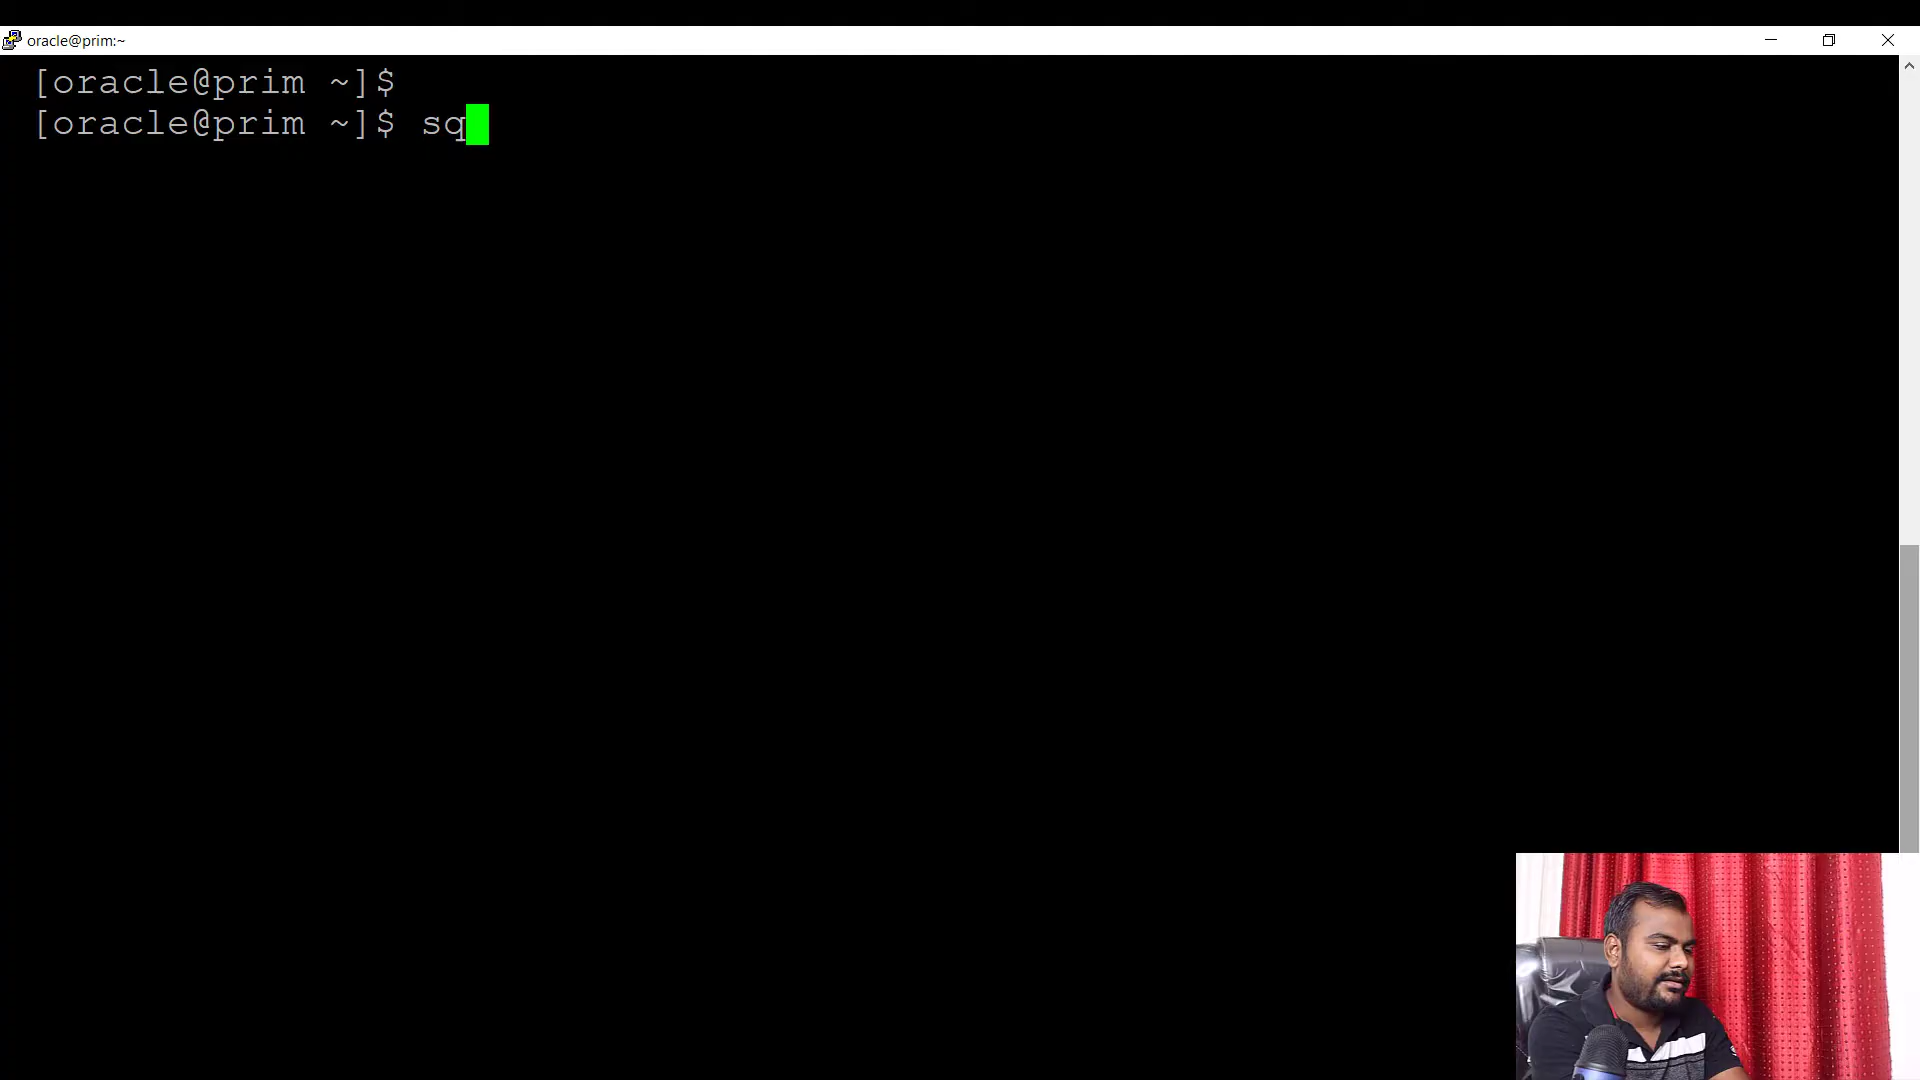 oracle@prim:~
[oracle@prim ~]$
[oracle@prim ~]$ sq